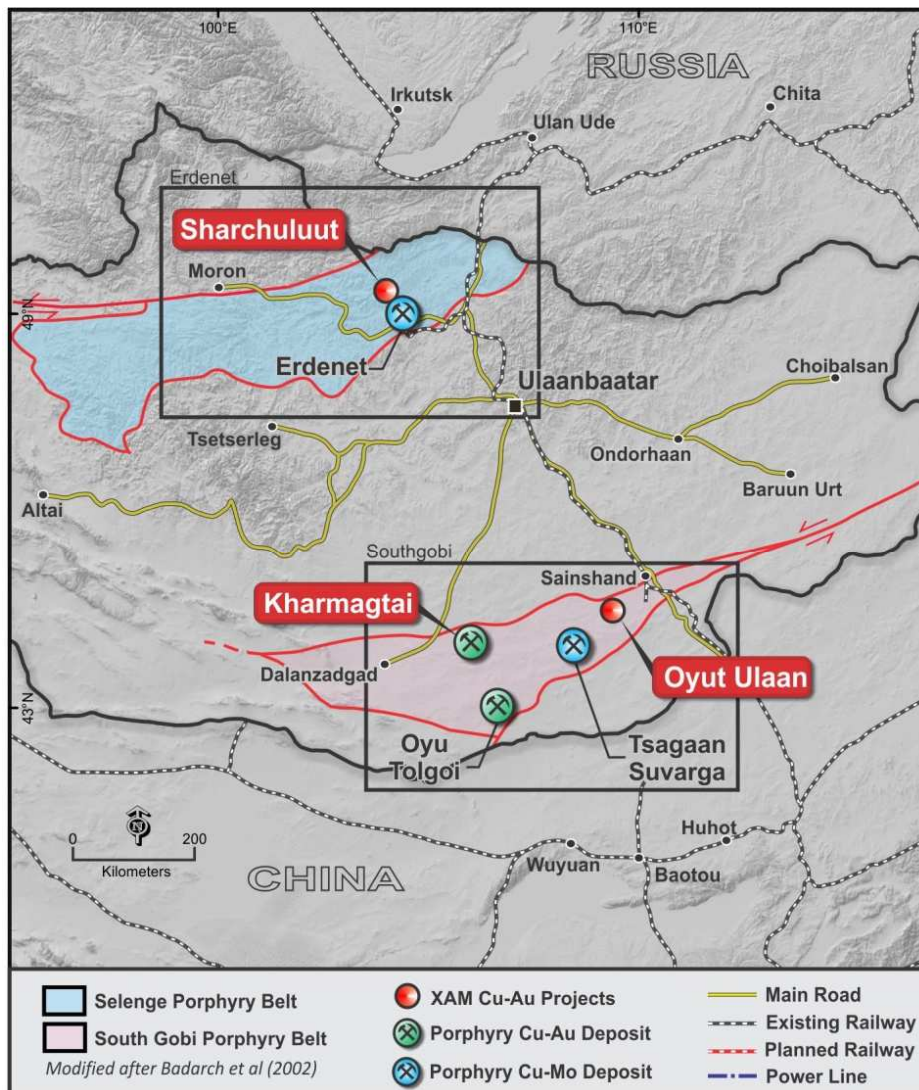 100°E
110°E
RUSSIA
Irkutsk
Chita
Ulan Ude
Erdenet
Sharchuluut
Moron
49°N
Erdenet
Choibalsan
Ulaanbaatar
Tsetserleg
Ondorhaan
Baruun Urt
Altai
Southgobi
Sainshand
Kharmagtai
Dalanzadgad
Oyut Ulaan
43°N
Oyu
Tolgoi
Tsagaan
Suvarga
N
0 200
Kilometers
Huhot
Wuyuan
Baotou
CHINA
Selenge Porphyry Belt
South Gobi Porphyry Belt
Modified after Badarch et al (2002)
XAM Cu-Au Projects
Porphyry Cu-Au Deposit
Porphyry Cu-Mo Deposit
Main Road
Existing Railway
Planned Railway
Power Line